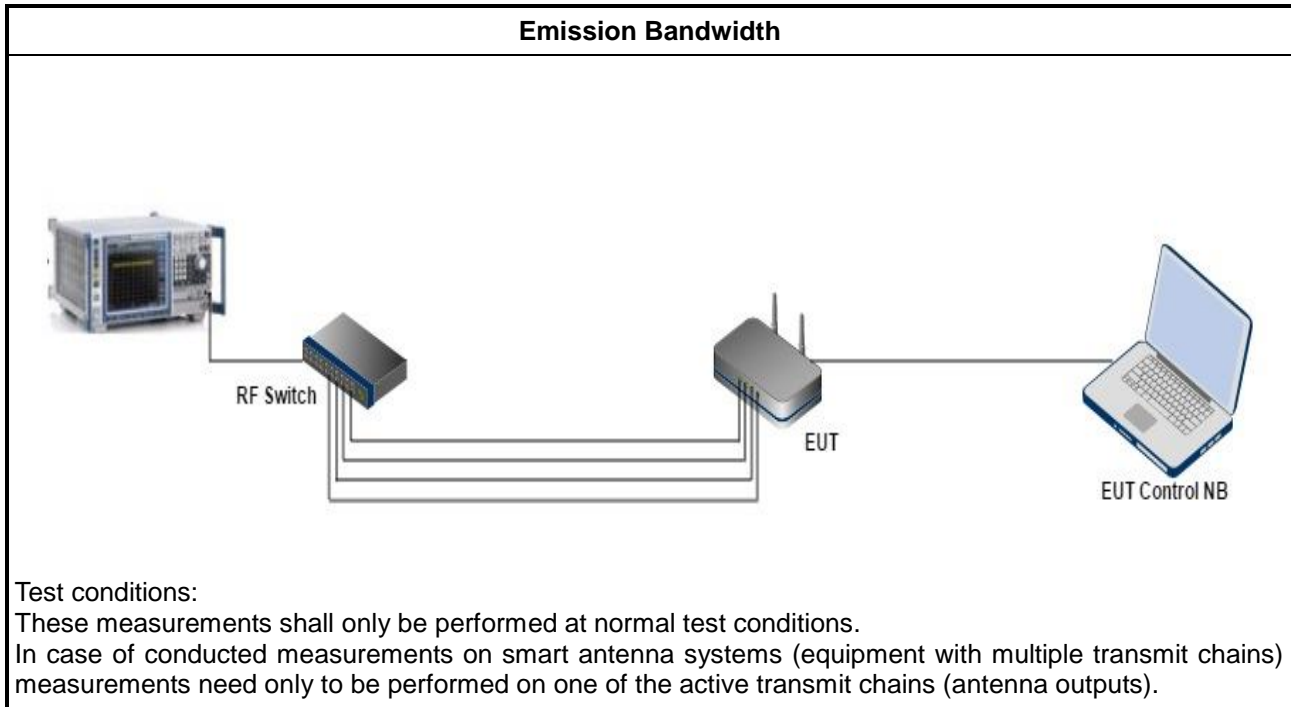 Emission Bandwidth
RF Switch
EUT
EUT Control NB
Test conditions:
These measurements shall only be performed at normal test conditions.
In case of conducted measurements on smart antenna systems (equipment with multiple transmit chains)
measurements need only to be performed on one of the active transmit chains (antenna outputs).